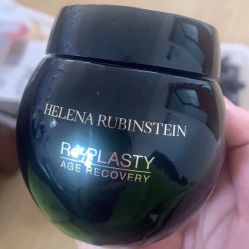 HELENA RUBINSTEIN
RE-PLASTY
AGE RECOVERY